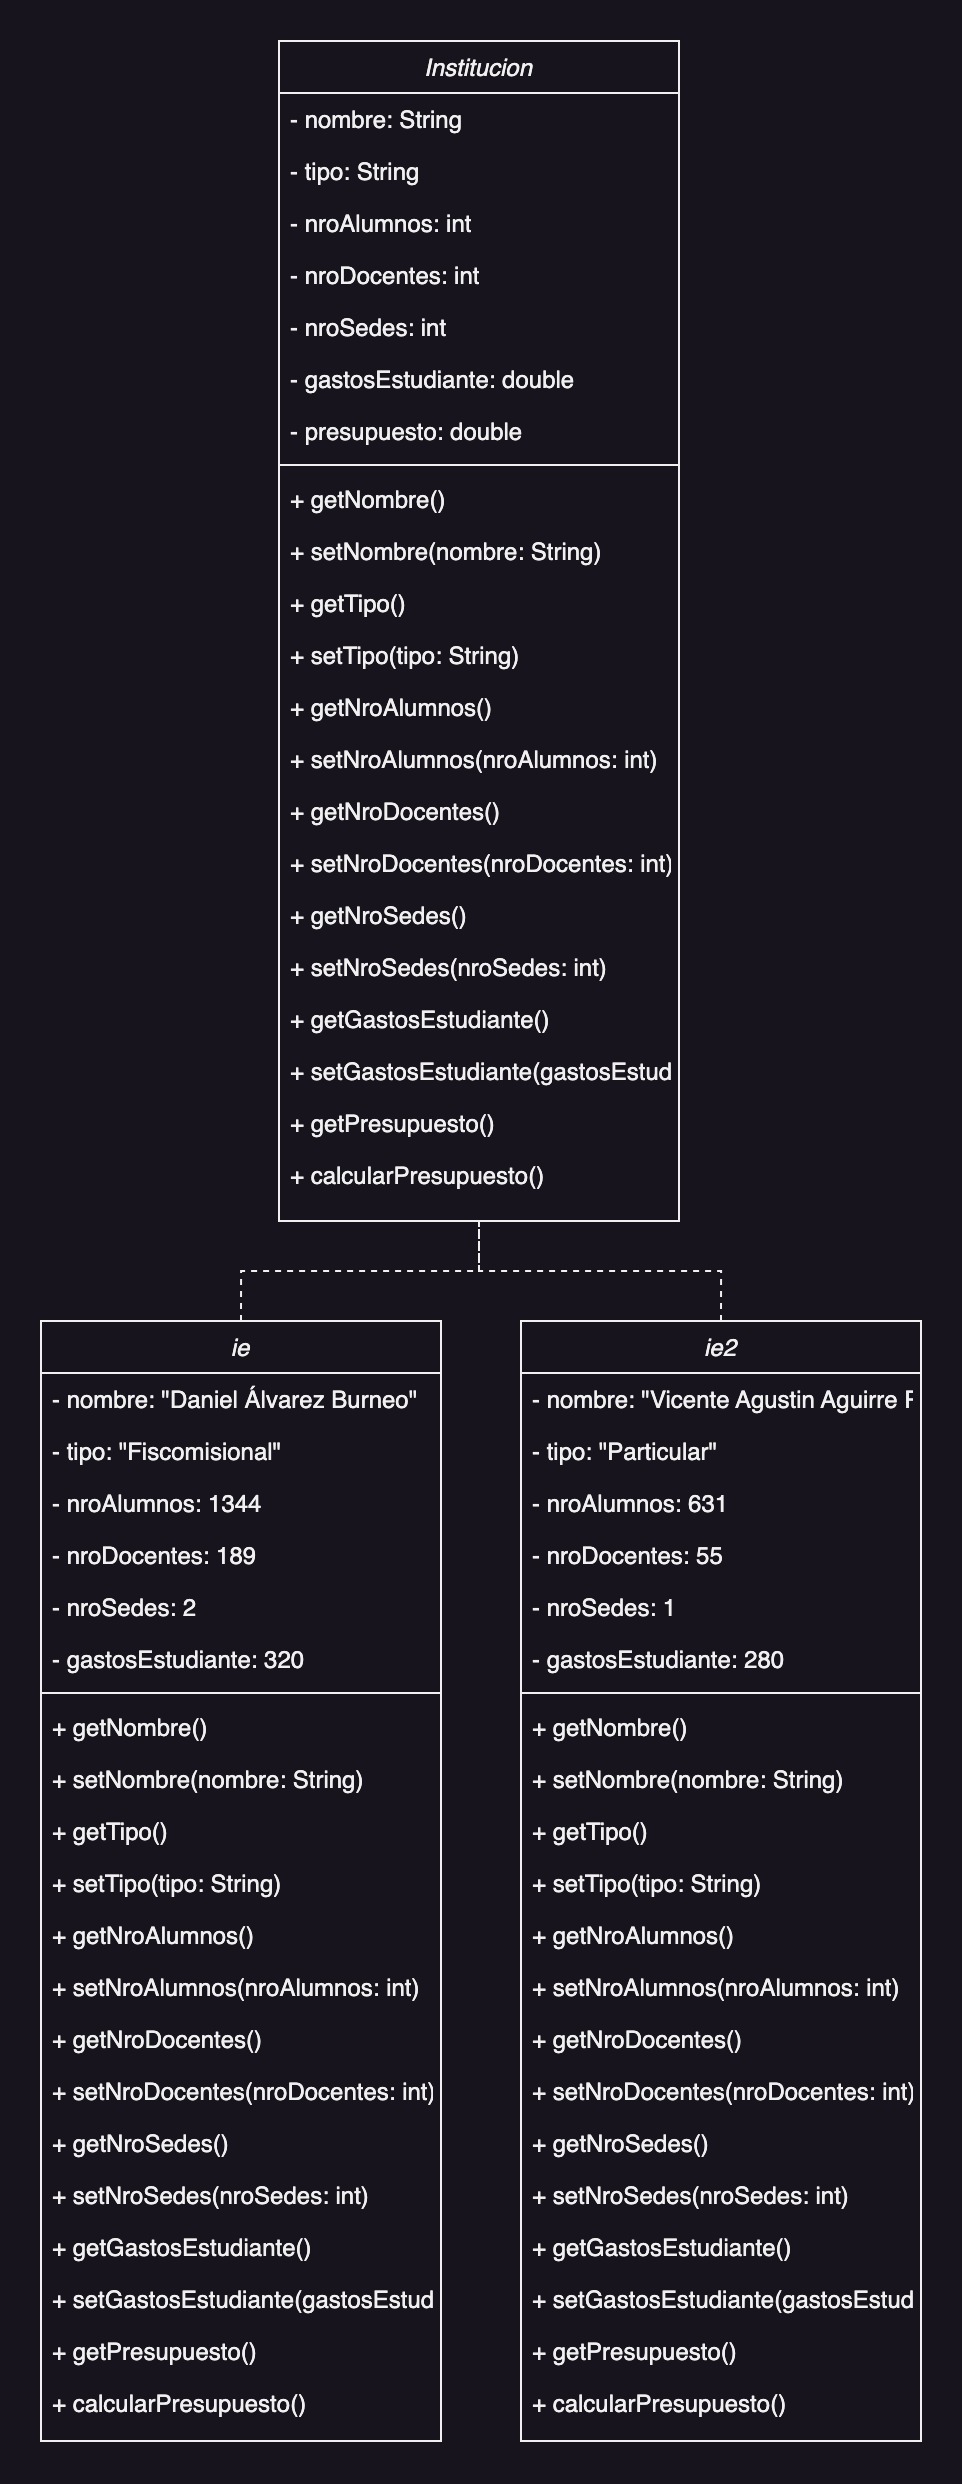 Institucion
- nombre: String
- tipo: String
- nroAlumnos: int
- nroDocentes: int
- nroSedes: int
- gastosEstudiante: double
- presupuesto: double
+ getNombre()
+ setNombre(nombre: String)
+ getTipo()
+ setTipo(tipo: String)
+ getNroAlumnos()
+ setNroAlumnos(nroAlumnos: int)
+ getNroDocentes()
+ setNroDocentes(nroDocentes: int)
+ getNroSedes()
+ setNroSedes(nroSedes: int)
+ getGastosEstudiante()
+ setGastosEstudiante(gastosEstud
+ getPresupuesto()
+ calcularPresupuesto()
ie
- nombre: "Daniel Álvarez Burneo"
- tipo: "Fiscomisional"
- nroAlumnos: 1344
- nroDocentes: 189
- nroSedes: 2
- gastosEstudiante: 320
+ getNombre()
+ setNombre(nombre: String)
+ getTipo()
+ setTipo(tipo: String)
+ getNroAlumnos()
+ setNroAlumnos(nroAlumnos: int)
+ getNroDocentes()
+ setNroDocentes(nroDocentes: int)
+ getNroSedes()
+ setNroSedes(nroSedes: int)
+ getGastosEstudiante()
+ setGastosEstudiante(gastosEstud
+ getPresupuesto()
+ calcularPresupuesto()
ie2
- nombre: "Vicente Agustin Aguirre
- tipo: "Particular"
- nroAlumnos: 631
- nroDocentes: 55
- nroSedes: 1
- gastosEstudiante: 280
+ getNombre()
+ setNombre(nombre: String)
+ getTipo()
+ setTipo(tipo: String)
+ getNroAlumnos()
+ setNroAlumnos(nroAlumnos: int)
+ getNroDocentes()
+ setNroDocentes(nroDocentes: int)
+ getNroSedes()
+ setNroSedes(nroSedes: int)
+ getGastosEstudiante()
+ setGastosEstudiante(gastosEstud
+ getPresupuesto()
+ calcularPresupuesto()